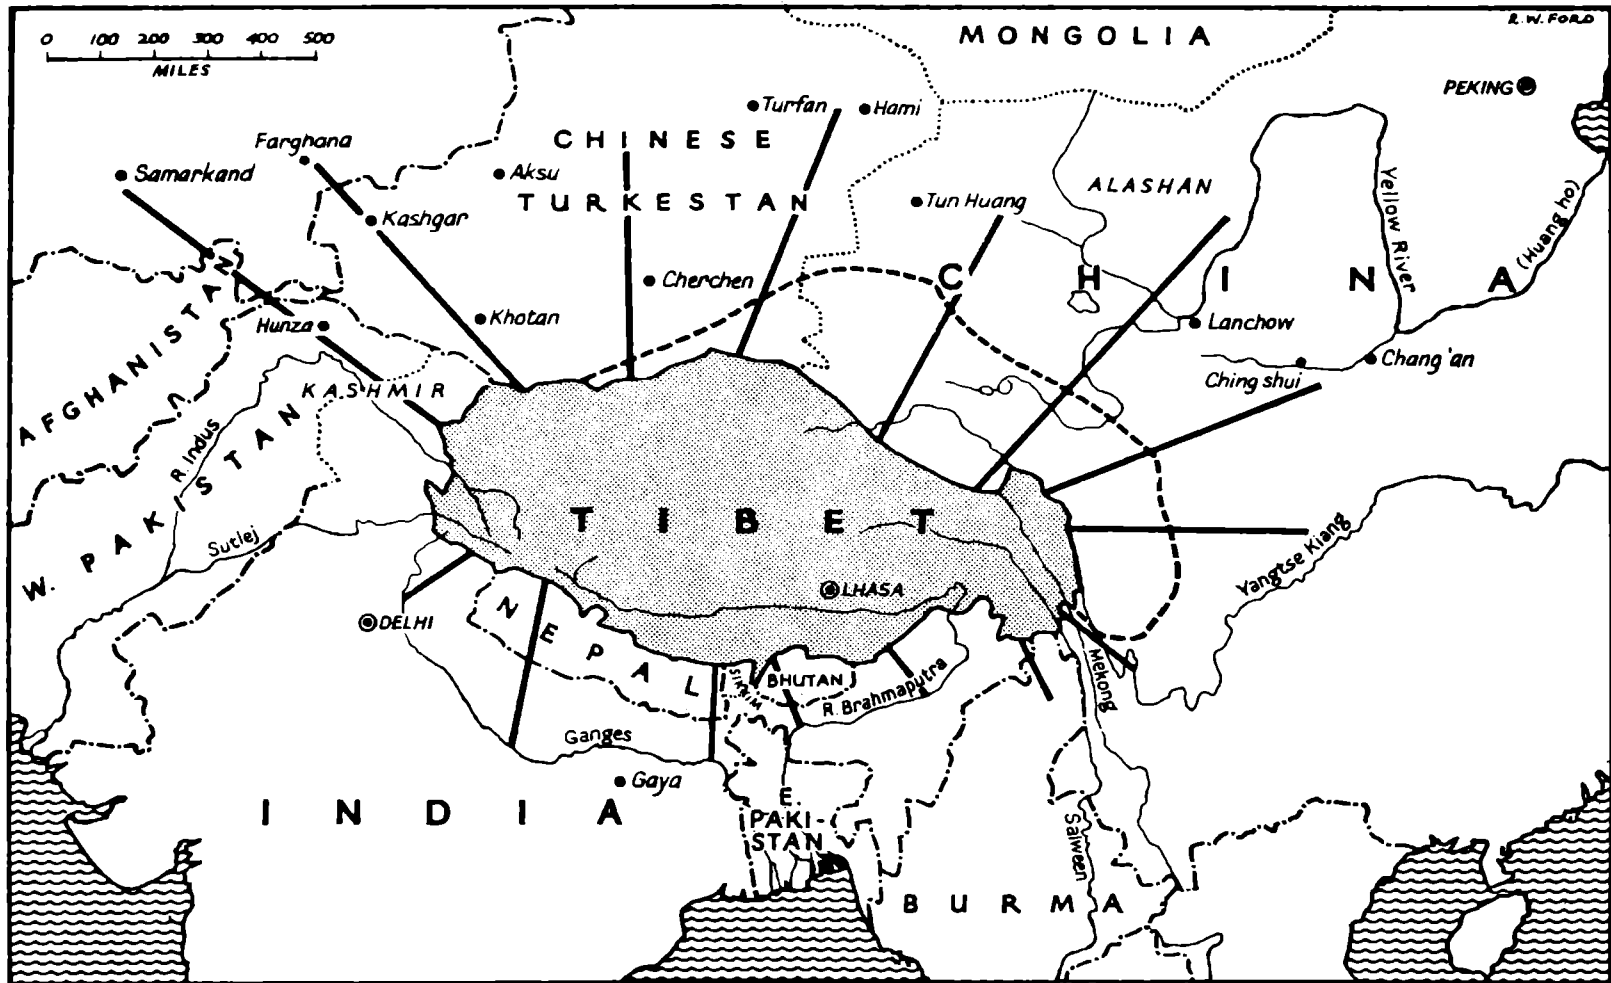 R.W. FORD
0 100 200 300 400 500
MILES
MONGOLIA
PEKING
Turfan
Hami
CHINESE
Farghana
Samarkand
Aksu
TURKESTAN
Tun Huang
ALASHAN
Yellow River
(Huang ho)
Kashgar
Cherchen
CHINA
Khotan
Hunza
Lanchow
AFGHANISTAN
KASHMIR
Ching shui
Chang'an
R. Indus
W. PAKISTAN
Sutlej
TIBET
Yangtse Kiang
LHASA
DELHI
NEPAL
SIKKIM
BHUTAN
R. Brahmaputra
Mekong
Ganges
Gaya
INDIA
E.
PAKI-
STAN
Salween
BURMA